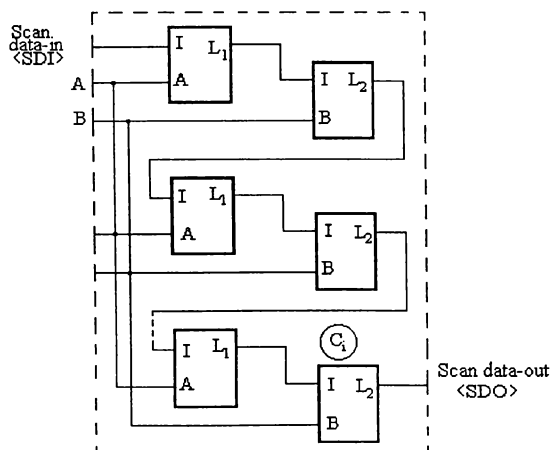 Scan.
data-in
<SDI>
I L1
A
A
I L2
B
B
I L1
A
I L2
B
Ci
I L1
A
I L2
B
Scan data-out
<SDO>